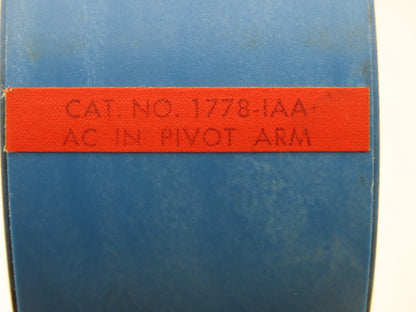 CAT. NO. 1778-IAA
AC IN PIVOT ARM